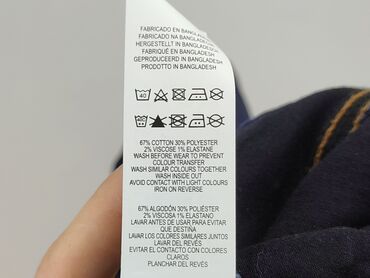 FABRICADO EN BANGLADESH
FABRICADO NA BANGLADESH
HERGESTELLT IN BANGLADESH
FABRIQUÉ EN BANGLADESH
GEPRODUCEERD IN BANGLADESH
PRODOTTO IN BANGLADESH
40
67% COTTON 30% POLYESTER
2% VISCOSE 1% ELASTANE
WASH BEFORE WEAR TO PREVENT
COLOUR TRANSFER
WASH SIMILAR COLOURS TOGETHER
WASH INSIDE OUT
AVOID CONTACT WITH LIGHT COLOURS
IRON ON REVERSE
67% ALGODÓN 30% POLIÉSTER
2% VISCOSA 1% ELASTANO
LAVAR ANTES DE USAR PARA EVITAR
QUE DESTIÑA
LAVAR LOS COLORES SIMILARES JUNTOS
LAVAR DEL REVÉS
EVITAR EL CONTACTO CON COLORES
CLAROS
PLANCHAR DEL REVÉS